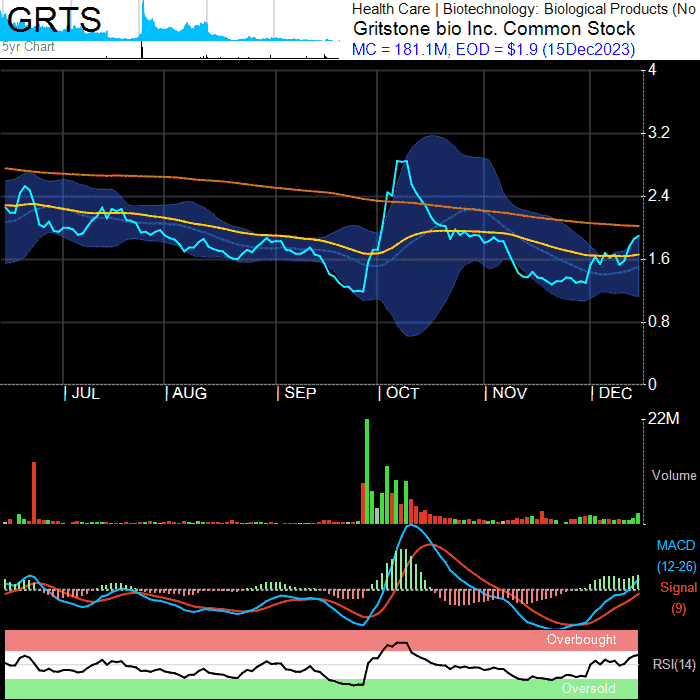 GRTS
5yr Chart
Health Care | Biotechnology: Biological Products (No
Gritstone bio Inc. Common Stock
MC = 181.1M, EOD = $1.9 (15Dec2023)
4
3.2
2.4
1.6
0.8
0
| JUL | AUG | SEP | OCT | NOV | DEC
22M
Volume
MACD
(12-26)
Signal
(9)
Overbought
RSI(14)
Oversold